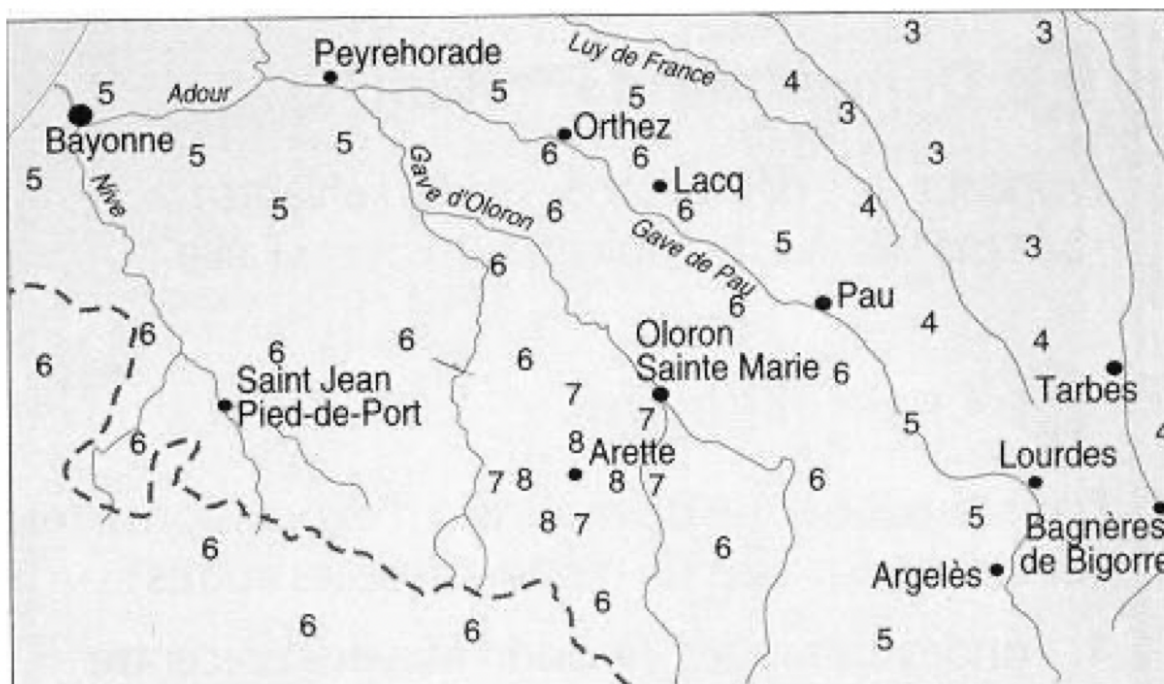 3 3
Peyrehorade
Luy de France
4
5 Adour 5 5 3
Bayonne
Orthez
5 5 6 6 3
5 Nive
Gave d'Oloron
Lacq
5 6 6 4
Gave de Pau
5 3
6
6 Pau
6 4
6 6 6 4
Oloron
Sainte Marie
6 6 Tarbes
Saint Jean
Pied-de-Port
7
7 5
6 8 4
Arette
Lourdes
7 8 8 7 6
8 7 5
Bagnères
de Bigorre
6 6
Argelès
6
6 6 5